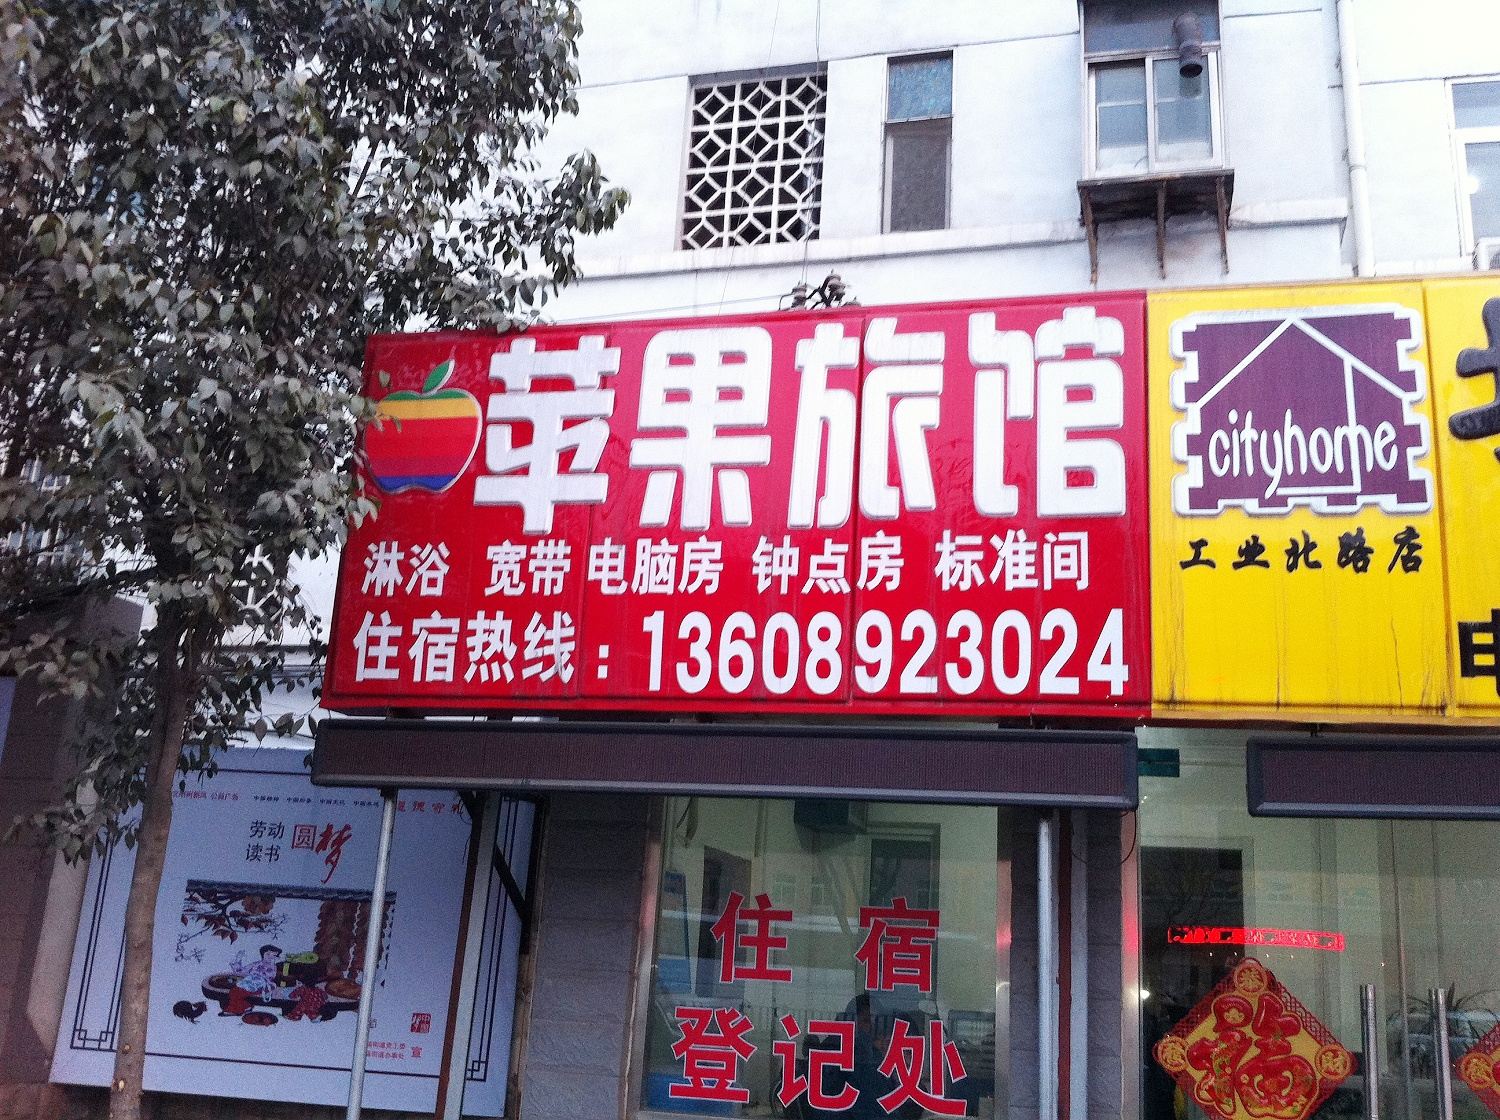 苹果旅馆
淋浴 宽带 电脑房 钟点房 标准间
住宿热线：13608923024
cityhome
工业北路店
电
劳动
读书
圆梦
住宿
登记处
福